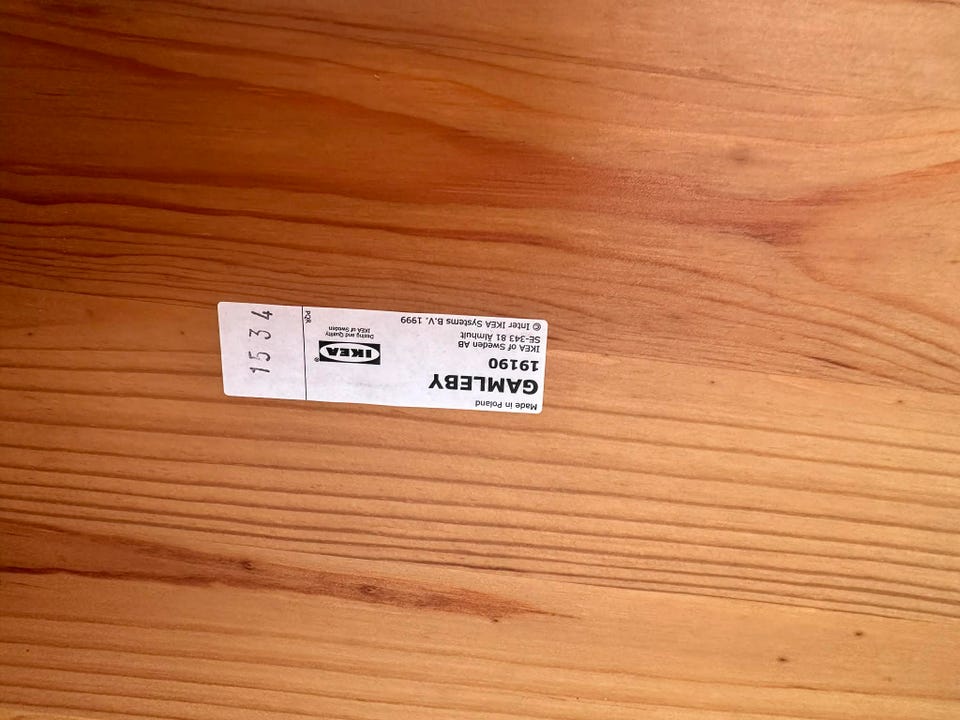 Made in Poland
GAMLEBY
19190
IKEA of Sweden AB
SE-343 81 Älmhult
© Inter IKEA Systems B.V. 1999
IKEA®
Design and Quality
IKEA of Sweden
PQR
1534